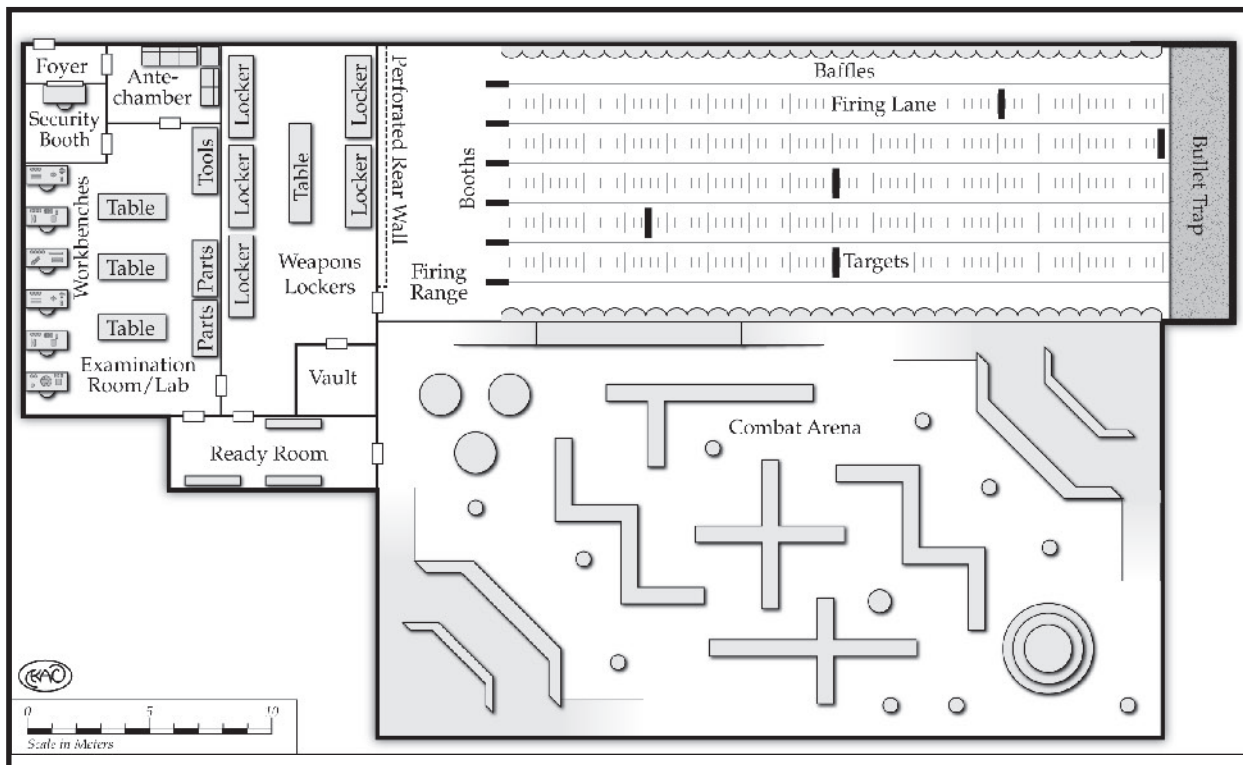 Foyer
Ante-
chamber
Security
Booth
Tools
Locker
Locker
Locker
Table
Locker
Locker
Perforated Rear Wall
Booths
Baffles
Firing Lane
Targets
Bullet Trap
Workbenches
Table
Table
Table
Parts
Parts
Weapons
Lockers
Firing
Range
Examination
Room/Lab
Vault
Ready Room
Combat Arena
0 5 10
Scale in Meters